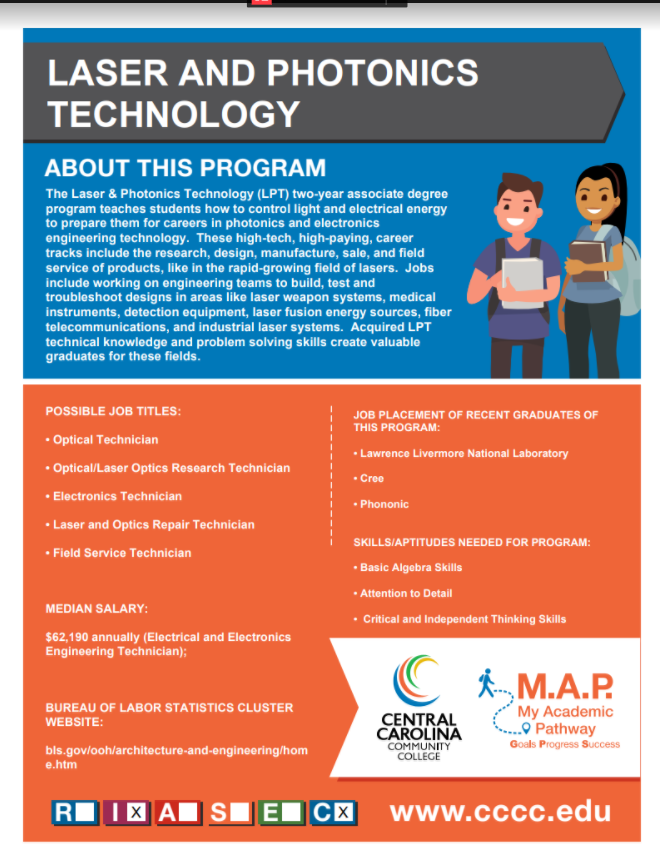 LASER AND PHOTONICS
TECHNOLOGY
ABOUT THIS PROGRAM
The Laser & Photonics Technology (LPT) two-year associate degree
program teaches students how to control light and electrical energy
to prepare them for careers in photonics and electronics
engineering technology. These high-tech, high-paying, career
tracks include the research, design, manufacture, sale, and field
service of products, like in the rapid-growing field of lasers. Jobs
include working on engineering teams to build, test and
troubleshoot designs in areas like laser weapon systems, medical
instruments, detection equipment, laser fusion energy sources, fiber
telecommunications, and industrial laser systems. Acquired LPT
technical knowledge and problem solving skills create valuable
graduates for these fields.
POSSIBLE JOB TITLES:
• Optical Technician
• Optical/Laser Optics Research Technician
• Electronics Technician
• Laser and Optics Repair Technician
• Field Service Technician
MEDIAN SALARY:
$62,190 annually (Electrical and Electronics
Engineering Technician);
BUREAU OF LABOR STATISTICS CLUSTER
WEBSITE:
bls.gov/ooh/architecture-and-engineering/hom
e.htm
JOB PLACEMENT OF RECENT GRADUATES OF
THIS PROGRAM:
• Lawrence Livermore National Laboratory
• Cree
• Phononic
SKILLS/APTITUDES NEEDED FOR PROGRAM:
• Basic Algebra Skills
• Attention to Detail
• Critical and Independent Thinking Skills
CENTRAL
CAROLINA
COMMUNITY
COLLEGE
M.A.P.
My Academic
Pathway
Goals Progress Success
R I X A S E C X
www.cccc.edu